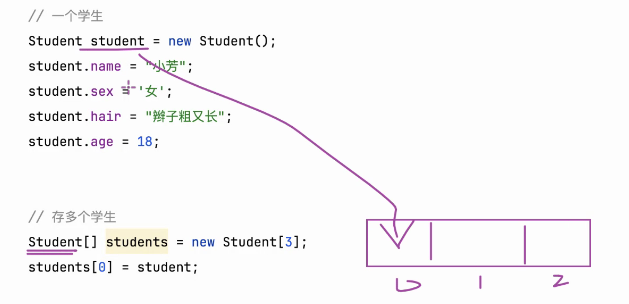 // 一个学生
Student student = new Student();
student.name = "小芳";
student.sex = '女';
student.hair = "辫子粗又长";
student.age = 18;
// 存多个学生
Student[] students = new Student[3];
students[0] = student;
0 1 2